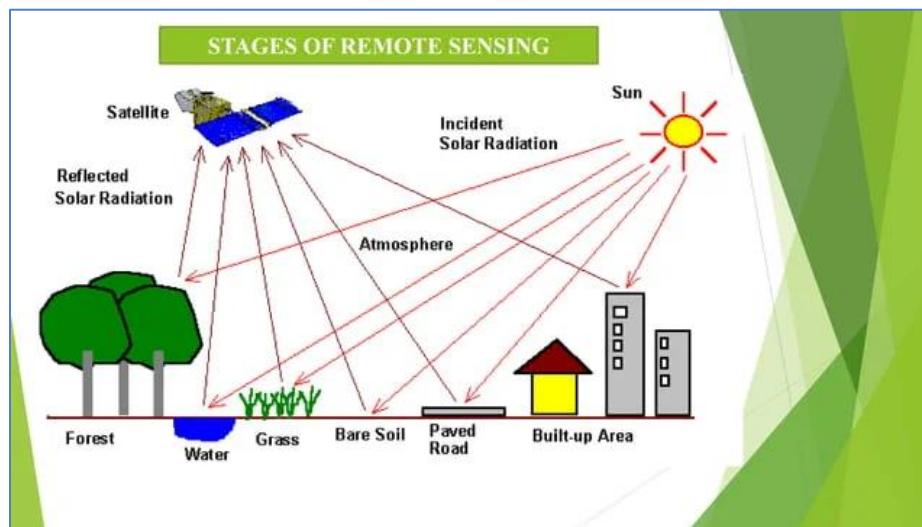 STAGES OF REMOTE SENSING
Satellite
Sun
Incident
Solar Radiation
Reflected
Solar Radiation
Atmosphere
Forest
Water
Grass
Bare Soil
Paved
Road
Built-up Area